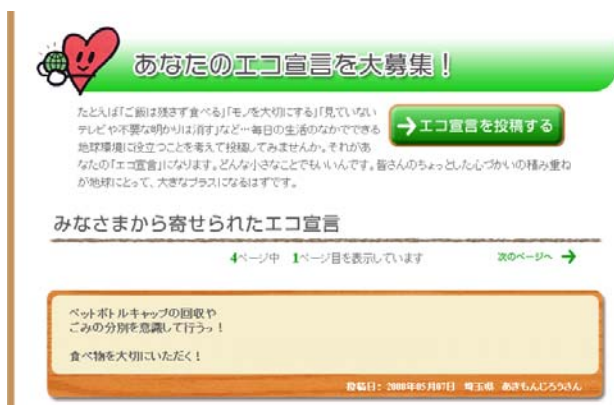 あなたのエコ宣言を大募集！
たとえば「ご飯は残さず食べる」「モノを大切にする」「見ていない
テレビや不要な明かりは消す」など…毎日の生活のなかでできる
地球環境に役立つことを考えて投稿してみませんか。それがあ
なたの「エコ宣言」になります。どんな小さなことでもいいんです。皆さんのちょっとした心づかいの積み重ね
が地球にとって、大きなプラスになるはずです。
エコ宣言を投稿する
みなさまから寄せられたエコ宣言
4ページ中 1ページ目を表示しています
次のページへ
ペットボトルキャップの回収や
ごみの分別を意識して行うっ！
食べ物を大切にいただく！
投稿日：2008年05月07日 埼玉県 あきもんじろうさん